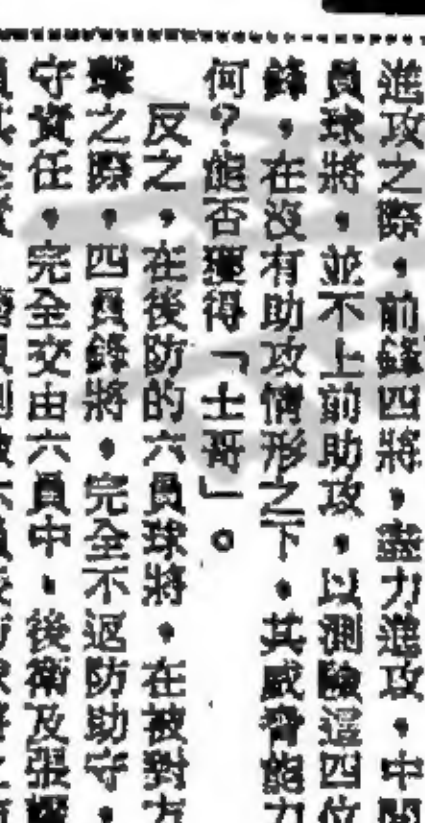 進攻之際，前鋒四將，盡力進攻，中間
員球將，並不上前助攻，以測驗這四位
鋒，在沒有助攻情形之下，其威脅能力
何？能否獲得「士哥」。
反之，在後防的六員球將，在被對方
擊之際，四員鋒將，完全不返防助守，
守責任，完全交由六員中，後衛及張